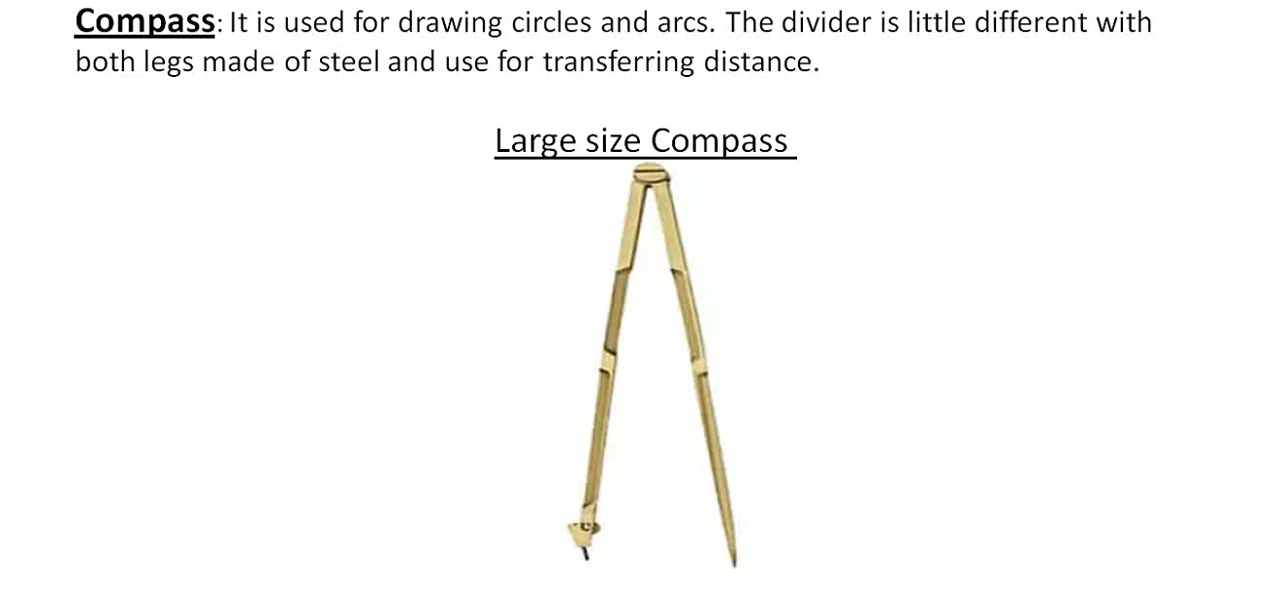 Compass: It is used for drawing circles and arcs. The divider is little different with
both legs made of steel and use for transferring distance.
Large size Compass